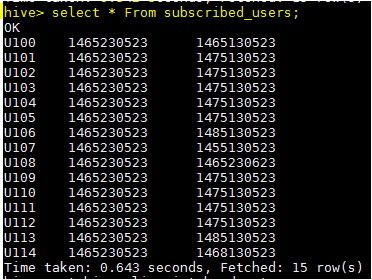 hive> select * From subscribed_users;
OK
U100 1465230523 1465130523
U101 1465230523 1475130523
U102 1465230523 1475130523
U103 1465230523 1475130523
U104 1465230523 1475130523
U105 1465230523 1475130523
U106 1465230523 1485130523
U107 1465230523 1455130523
U108 1465230523 1465230623
U109 1465230523 1475130523
U110 1465230523 1475130523
U111 1465230523 1475130523
U112 1465230523 1475130523
U113 1465230523 1485130523
U114 1465230523 1468130523
Time taken: 0.643 seconds, Fetched: 15 row(s)